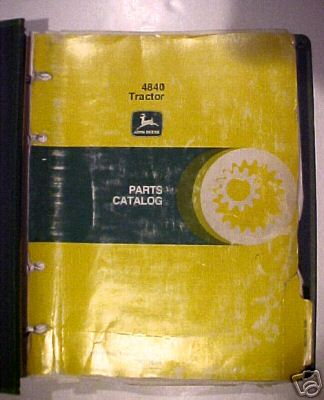 4840
Tractor
JOHN DEERE
PARTS
CATALOG